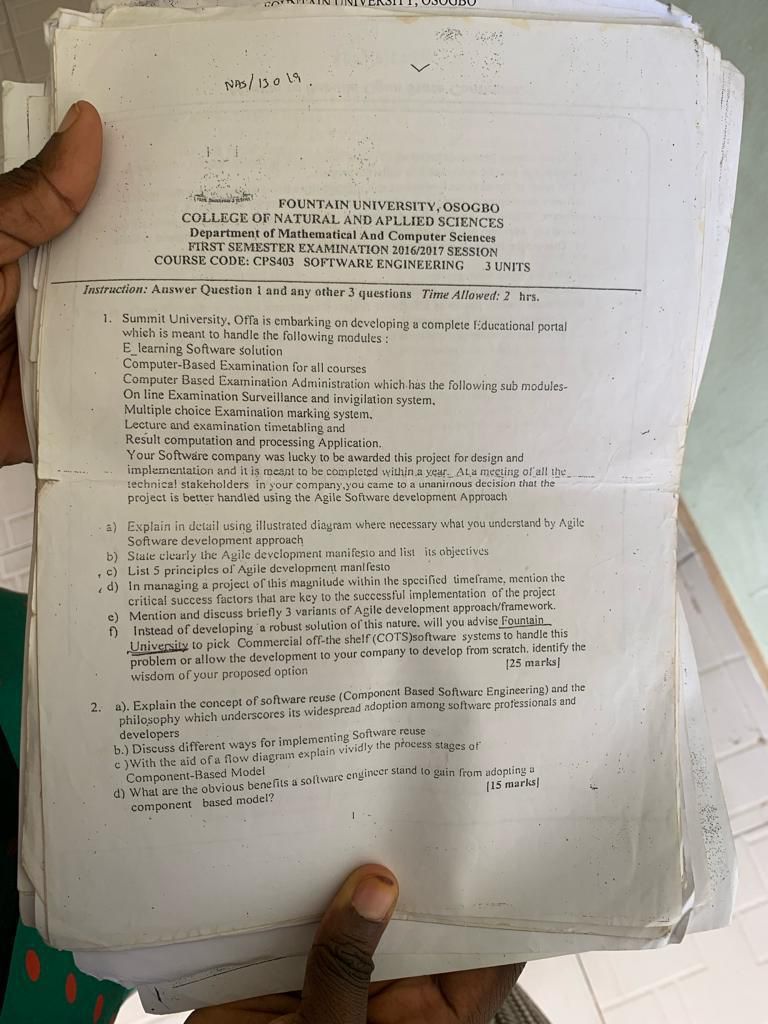 UNIVERSITY, OSOGBO
NAS/13019.
FOUNTAIN UNIVERSITY, OSOGBO
COLLEGE OF NATURAL AND APLLIED SCIENCES
Department of Mathematical And Computer Sciences
FIRST SEMESTER EXAMINATION 2016/2017 SESSION
COURSE CODE: CPS403 SOFTWARE ENGINEERING 3 UNITS
Instruction: Answer Question 1 and any other 3 questions Time Allowed: 2 hrs.
1. Summit University, Offa is embarking on developing a complete Educational portal
which is meant to handle the following modules :
E_learning Software solution
Computer-Based Examination for all courses
Computer Based Examination Administration which has the following sub modules-
On line Examination Surveillance and invigilation system,
Multiple choice Examination marking system,
Lecture and examination timetabling and
Result computation and processing Application.
Your Software company was lucky to be awarded this project for design and
implementation and it is meant to be completed within a year. At a meeting of all the
technical stakeholders in your company,you came to a unanimous decision that the
project is better handled using the Agile Software development Approach
a) Explain in detail using illustrated diagram where necessary what you understand by Agile
Software development approach
b) State clearly the Agile development manifesto and list its objectives
c) List 5 principles of Agile development manifesto
d) In managing a project of this magnitude within the specified timeframe, mention the
critical success factors that are key to the successful implementation of the project
e) Mention and discuss briefly 3 variants of Agile development approach/framework.
f) Instead of developing a robust solution of this nature, will you advise Fountain
University to pick Commercial off-the shelf (COTS)software systems to handle this
problem or allow the development to your company to develop from scratch. identify the
wisdom of your proposed option [25 marks]
2. a). Explain the concept of software reuse (Component Based Software Engineering) and the
philosophy which underscores its widespread adoption among software professionals and
developers
b.) Discuss different ways for implementing Software reuse
c )With the aid of a flow diagram explain vividly the process stages of
Component-Based Model
d) What are the obvious benefits a software engineer stand to gain from adopting a
component based model? [15 marks]
1